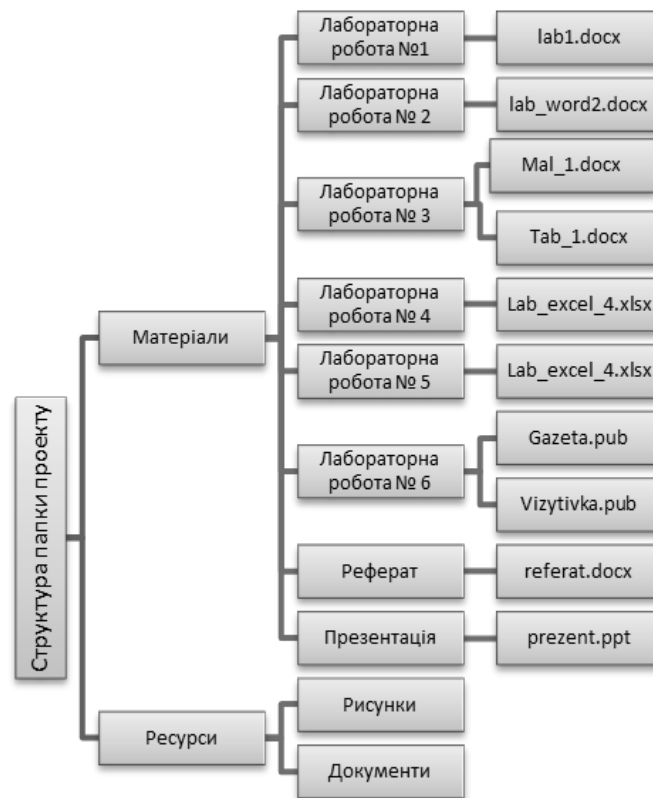 Структура папки проекту
Матеріали
Лабораторна
робота №1
lab1.docx
Лабораторна
робота № 2
lab_word2.docx
Лабораторна
робота № 3
Mal_1.docx
Tab_1.docx
Лабораторна
робота № 4
Lab_excel_4.xlsx
Лабораторна
робота № 5
Lab_excel_4.xlsx
Лабораторна
робота № 6
Gazeta.pub
Vizytivka.pub
Реферат
referat.docx
Презентація
prezent.ppt
Ресурси
Рисунки
Документи